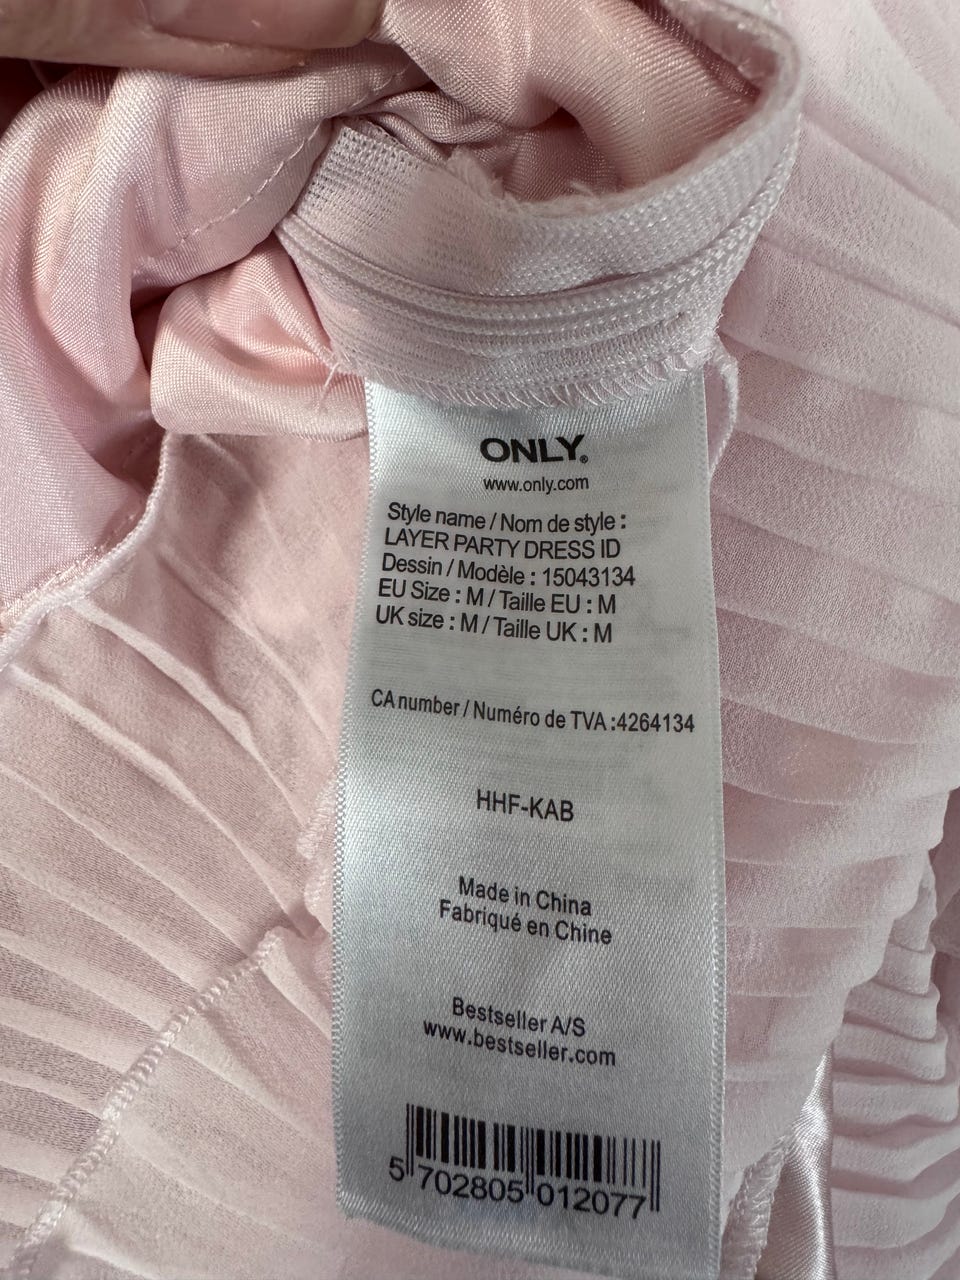 ONLY®
www.only.com
Style name / Nom de style :
LAYER PARTY DRESS ID
Dessin / Modèle : 15043134
EU Size : M / Taille EU : M
UK size : M / Taille UK : M
CA number / Numéro de TVA :4264134
HHF-KAB
Made in China
Fabriqué en Chine
Bestseller A/S
www.bestseller.com
5 702805 012077